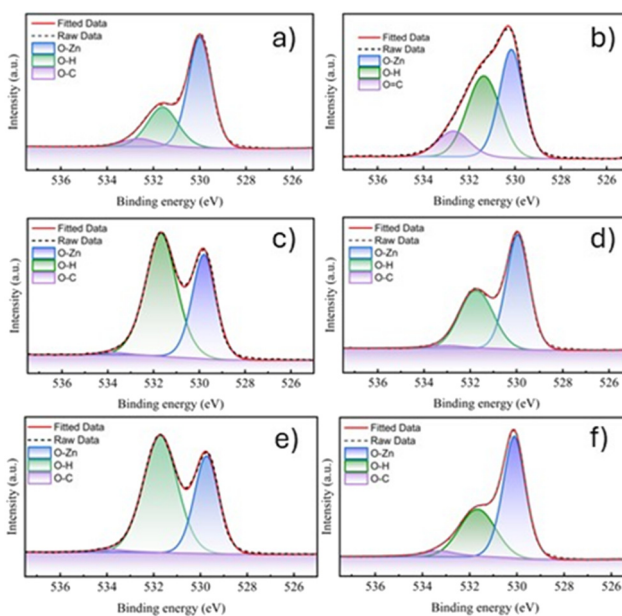 a)
Fitted Data
Raw Data
O-Zn
O-H
O-C
Intensity (a.u.)
536 534 532 530 528 526
Binding energy (eV)
b)
Fitted Data
Raw Data
O-Zn
O-H
O=C
Intensity (a.u.)
536 534 532 530 528 526
Binding energy (eV)
c)
Fitted Data
Raw Data
O-Zn
O-H
O-C
Intensity (a.u.)
536 534 532 530 528 526
Binding energy (eV)
d)
Fitted Data
Raw Data
O-Zn
O-H
O-C
Intensity (a.u.)
536 534 532 530 528 526
Binding energy (eV)
e)
Fitted Data
Raw Data
O-Zn
O-H
O-C
Intensity (a.u.)
536 534 532 530 528 526
Binding energy (eV)
f)
Fitted Data
Raw Data
O-Zn
O-H
O-C
Intensity (a.u.)
536 534 532 530 528 526
Binding energy (eV)